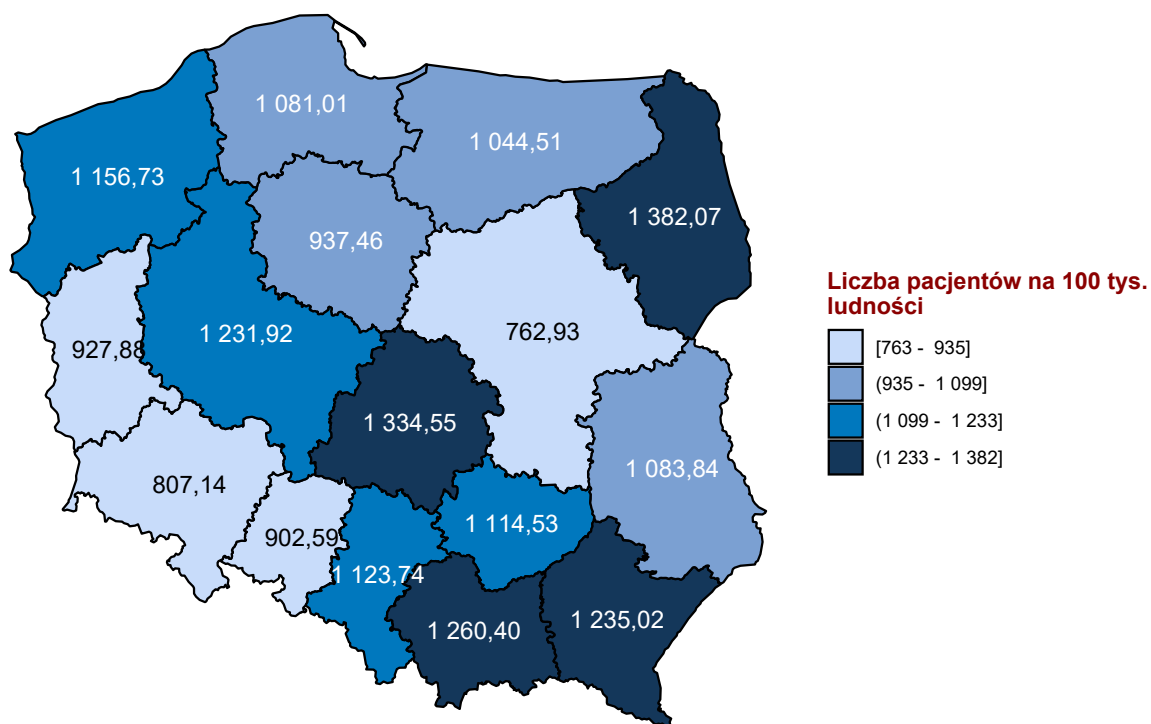 1 081,01
1 044,51
1 156,73
1 382,07
937,46
1 231,92
762,93
927,88
1 334,55
1 083,84
807,14
1 114,53
902,59
1 123,74
1 235,02
1 260,40
Liczba pacjentów na 100 tys.
ludności
[763 - 935]
(935 - 1 099]
(1 099 - 1 233]
(1 233 - 1 382]